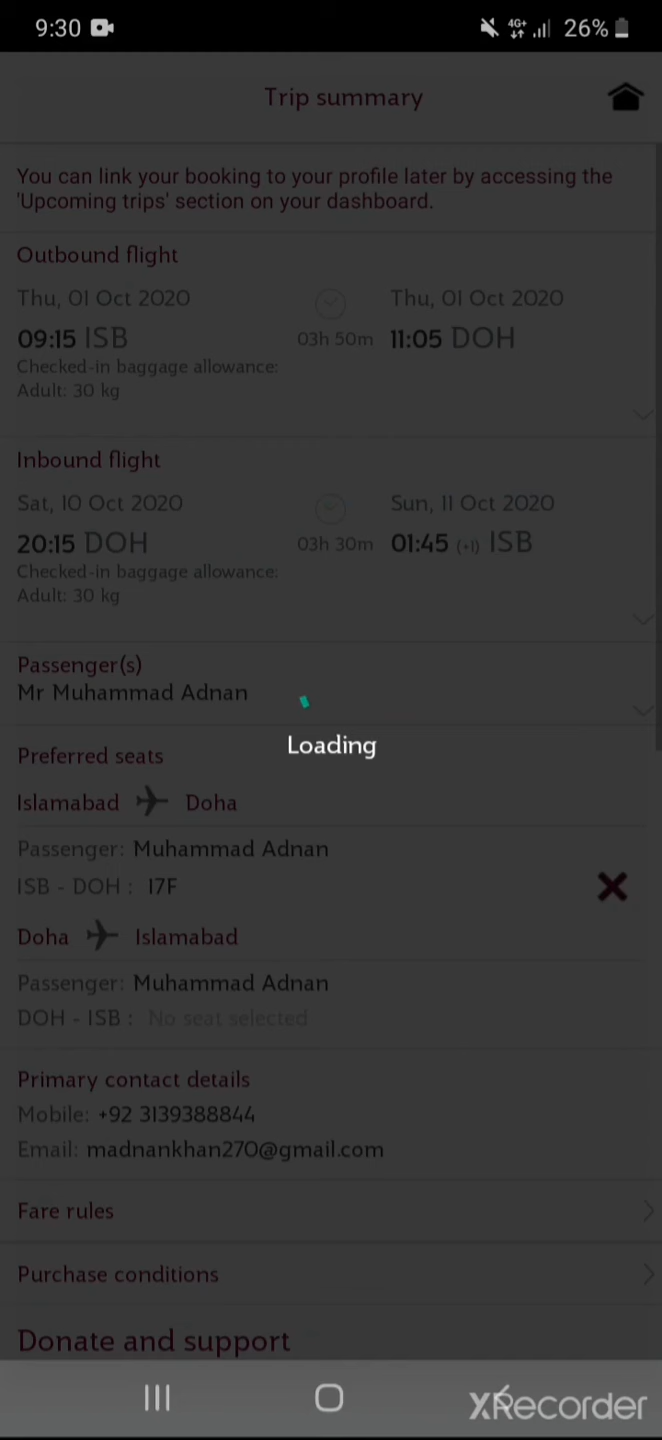 9:30 4G+ 26%
Trip summary
You can link your booking to your profile later by accessing the
'Upcoming trips' section on your dashboard.
Outbound flight
Thu, 01 Oct 2020 Thu, 01 Oct 2020
09:15 ISB 03h 50m 11:05 DOH
Checked-in baggage allowance:
Adult: 30 kg
Inbound flight
Sat, 10 Oct 2020 Sun, 11 Oct 2020
20:15 DOH 03h 30m 01:45 (+1) ISB
Checked-in baggage allowance:
Adult: 30 kg
Passenger(s)
Mr Muhammad Adnan
Loading
Preferred seats
Islamabad Doha
Passenger: Muhammad Adnan
ISB - DOH : 17F
Doha Islamabad
Passenger: Muhammad Adnan
DOH - ISB : No seat selected
Primary contact details
Mobile: +92 3139388844
Email: madnankhan270@gmail.com
Fare rules
Purchase conditions
Donate and support
XRecorder